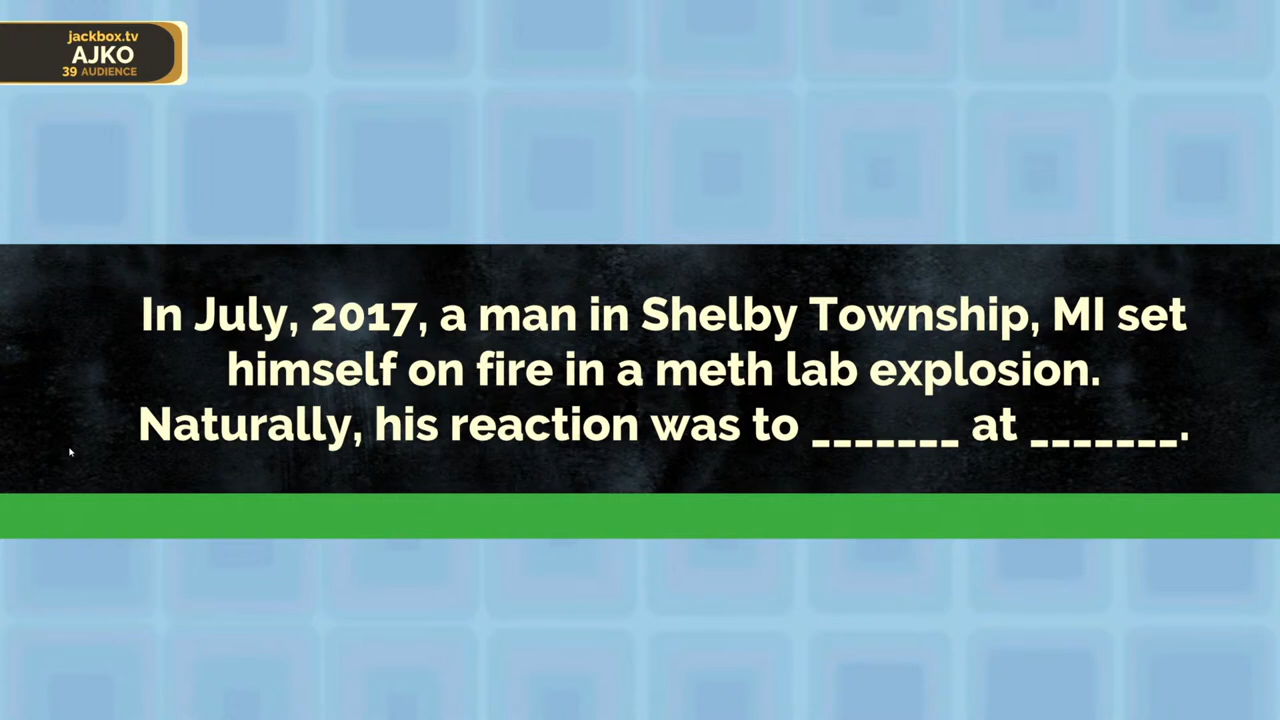 jackbox.tv
AJKO
39 AUDIENCE
In July, 2017, a man in Shelby Township, MI set
himself on fire in a meth lab explosion.
Naturally, his reaction was to _______ at _______.